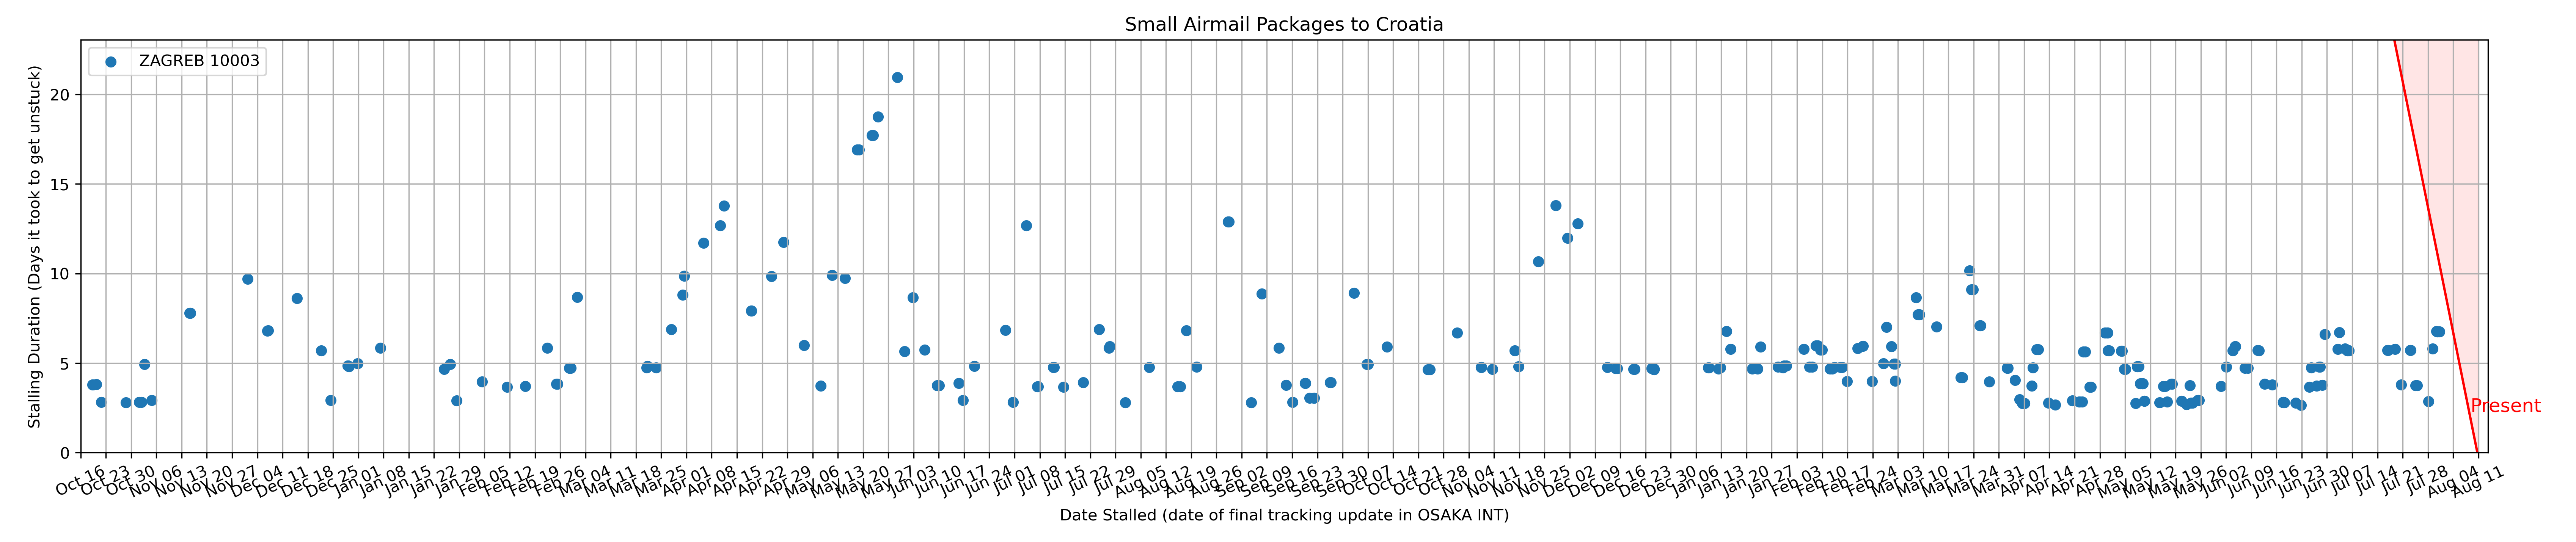 Small Airmail Packages to Croatia
ZAGREB 10003
Stalling Duration (Days it took to get unstuck)
20
15
10
5
0
Present
Oct 16 Oct 23 Oct 30 Nov 06 Nov 13 Nov 20 Nov 27 Dec 04 Dec 11 Dec 18 Dec 25 Jan 01 Jan 08 Jan 15 Jan 22 Jan 29 Feb 05 Feb 12 Feb 19 Feb 26 Mar 04 Mar 11 Mar 18 Mar 25 Apr 01 Apr 08 Apr 15 Apr 22 Apr 29 May 06 May 13 May 20 May 27 Jun 03 Jun 10 Jun 17 Jun 24 Jul 01 Jul 08 Jul 15 Jul 22 Jul 29 Aug 05 Aug 12 Aug 19 Aug 26 Sep 02 Sep 09 Sep 16 Sep 23 Sep 30 Oct 07 Oct 14 Oct 21 Oct 28 Nov 04 Nov 11 Nov 18 Nov 25 Dec 02 Dec 09 Dec 16 Dec 23 Dec 30 Jan 06 Jan 13 Jan 20 Jan 27 Feb 03 Feb 10 Feb 17 Feb 24 Mar 03 Mar 10 Mar 17 Mar 24 Mar 31 Apr 07 Apr 14 Apr 21 Apr 28 May 05 May 12 May 19 May 26 Jun 02 Jun 09 Jun 16 Jun 23 Jun 30 Jul 07 Jul 14 Jul 21 Jul 28 Aug 04 Aug 11
Date Stalled (date of final tracking update in OSAKA INT)